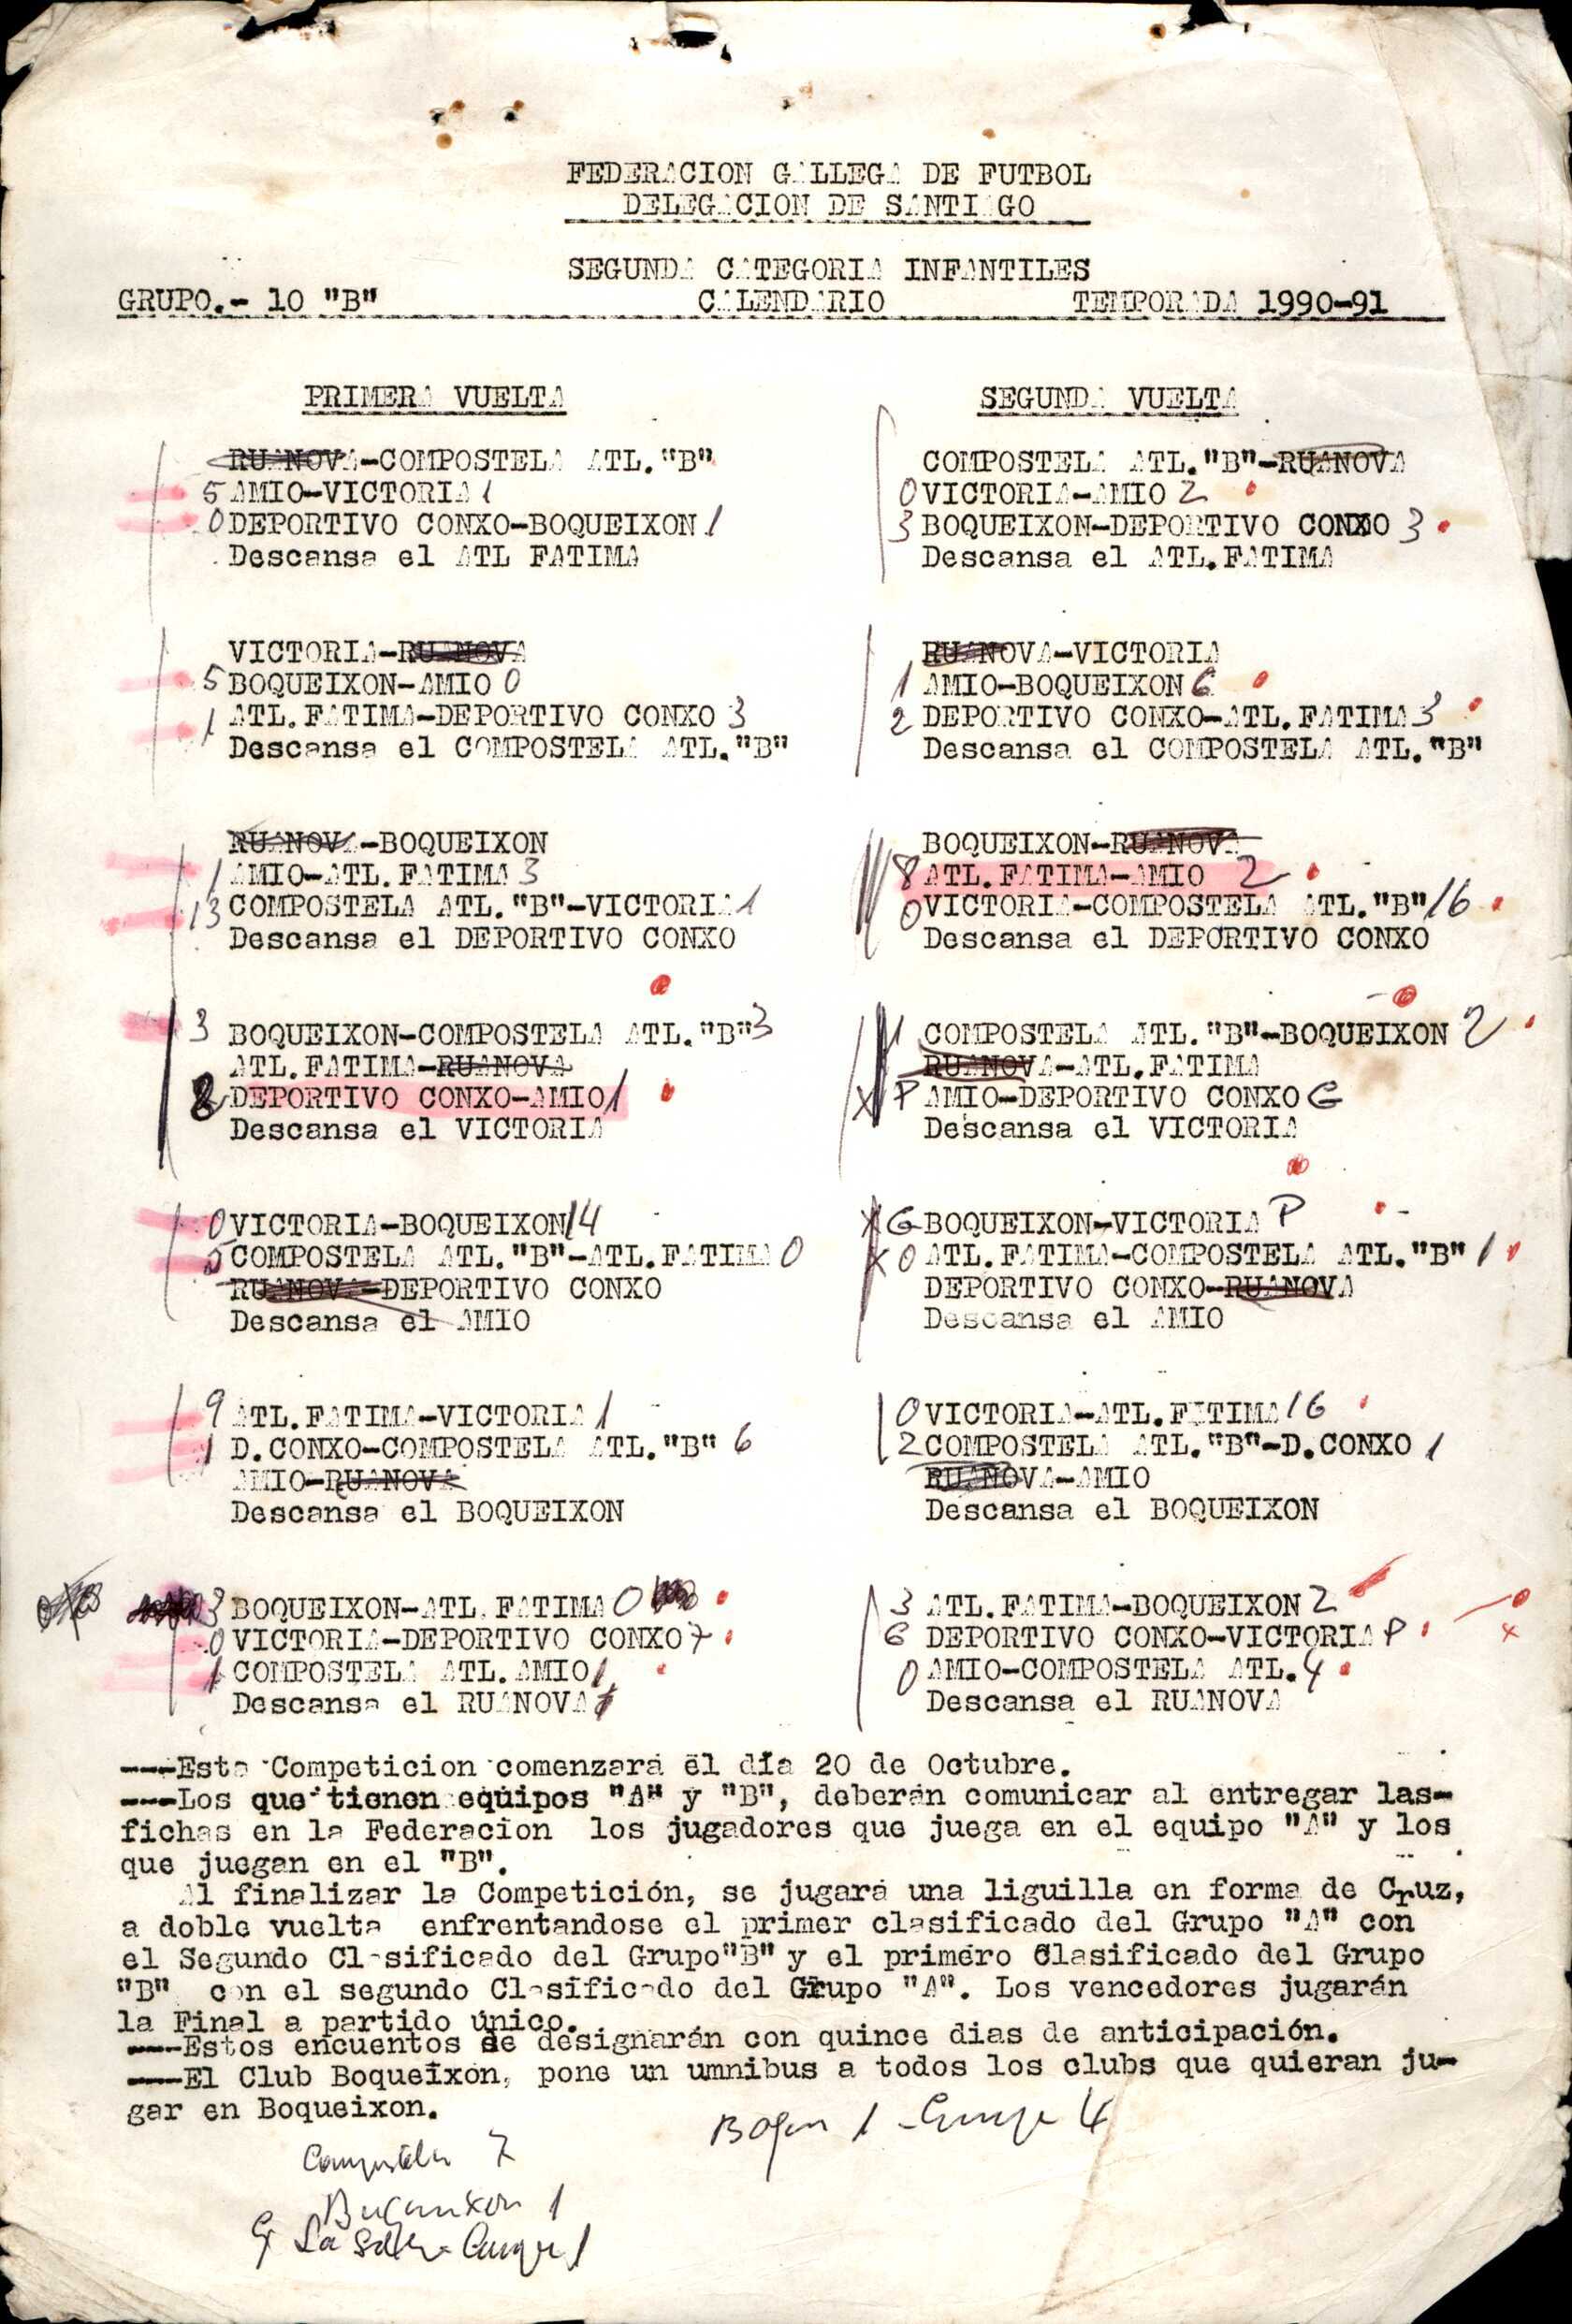 FEDERACION GALLEGA DE FUTBOL
DELEGACION DE SANTIAGO
SEGUNDA CATEGORIA INFANTILES
GRUPO.- 10 "B" CALENDARIO TEMPORADA 1990-91
PRIMERA VUELTA
RUANOVA-COMPOSTELA ATL."B"
5 AMIO-VICTORIA 1
0 DEPORTIVO CONXO-BOQUEIXON 1
Descansa el ATL FATIMA
VICTORIA-RUANOVA
5 BOQUEIXON-AMIO 0
1 ATL.FATIMA-DEPORTIVO CONXO 3
Descansa el COMPOSTELA ATL."B"
RUANOVA-BOQUEIXON
1 AMIO-ATL.FATIMA 3
13 COMPOSTELA ATL."B"-VICTORIA 1
Descansa el DEPORTIVO CONXO
3 BOQUEIXON-COMPOSTELA ATL."B" 3
ATL.FATIMA-RUANOVA
DEPORTIVO CONXO-AMIO 1
Descansa el VICTORIA
0 VICTORIA-BOQUEIXON 14
5 COMPOSTELA ATL."B"-ATL.FATIMA 0
RUANOVA-DEPORTIVO CONXO
Descansa el AMIO
9 ATL.FATIMA-VICTORIA 1
1 D.CONXO-COMPOSTELA ATL."B" 6
AMIO-RUANOVA
Descansa el BOQUEIXON
3 BOQUEIXON-ATL.FATIMA 0
0 VICTORIA-DEPORTIVO CONXO 7
1 COMPOSTELA ATL.AMIO 1
Descansa el RUANOVA
SEGUNDA VUELTA
COMPOSTELA ATL."B"-RUANOVA
0 VICTORIA-AMIO 2
3 BOQUEIXON-DEPORTIVO CONXO 3
Descansa el ATL.FATIMA
RUANOVA-VICTORIA
1 AMIO-BOQUEIXON 6
2 DEPORTIVO CONXO-ATL.FATIMA 3
Descansa el COMPOSTELA ATL."B"
BOQUEIXON-RUANOVA
8 ATL.FATIMA-AMIO 2
0 VICTORIA-COMPOSTELA ATL."B" 16
Descansa el DEPORTIVO CONXO
1 COMPOSTELA ATL."B"-BOQUEIXON 2
RUANOVA-ATL.FATIMA
X P AMIO-DEPORTIVO CONXO G
Descansa el VICTORIA
X G BOQUEIXON-VICTORIA P
X 0 ATL.FATIMA-COMPOSTELA ATL."B" 1
DEPORTIVO CONXO-RUANOVA
Descansa el AMIO
0 VICTORIA-ATL.FATIMA 16
2 COMPOSTELA ATL."B"-D.CONXO 1
RUANOVA-AMIO
Descansa el BOQUEIXON
3 ATL.FATIMA-BOQUEIXON 2
G DEPORTIVO CONXO-VICTORIA P x
0 AMIO-COMPOSTELA ATL. 4
Descansa el RUANOVA
---Esta Competicion comenzará el día 20 de Octubre.
---Los que tienen equipos "A" y "B", deberán comunicar al entregar las-
fichas en la Federacion los jugadores que juega en el equipo "A" y los
que juegan en el "B".
Al finalizar la Competición, se jugará una liguilla en forma de Cruz,
a doble vuelta enfrentandose el primer clasificado del Grupo "A" con
el Segundo Clasificado del Grupo"B" y el primero Clasificado del Grupo
"B" con el segundo Clasificado del Grupo "A". Los vencedores jugarán
la Final a partido único.
---Estos encuentos se designarán con quince dias de anticipación.
---El Club Boqueixón, pone un umnibus a todos los clubs que quieran ju-
gar en Boqueixon.
1 - 4
Compostela 7
Buqueixon 1
La Salle 1